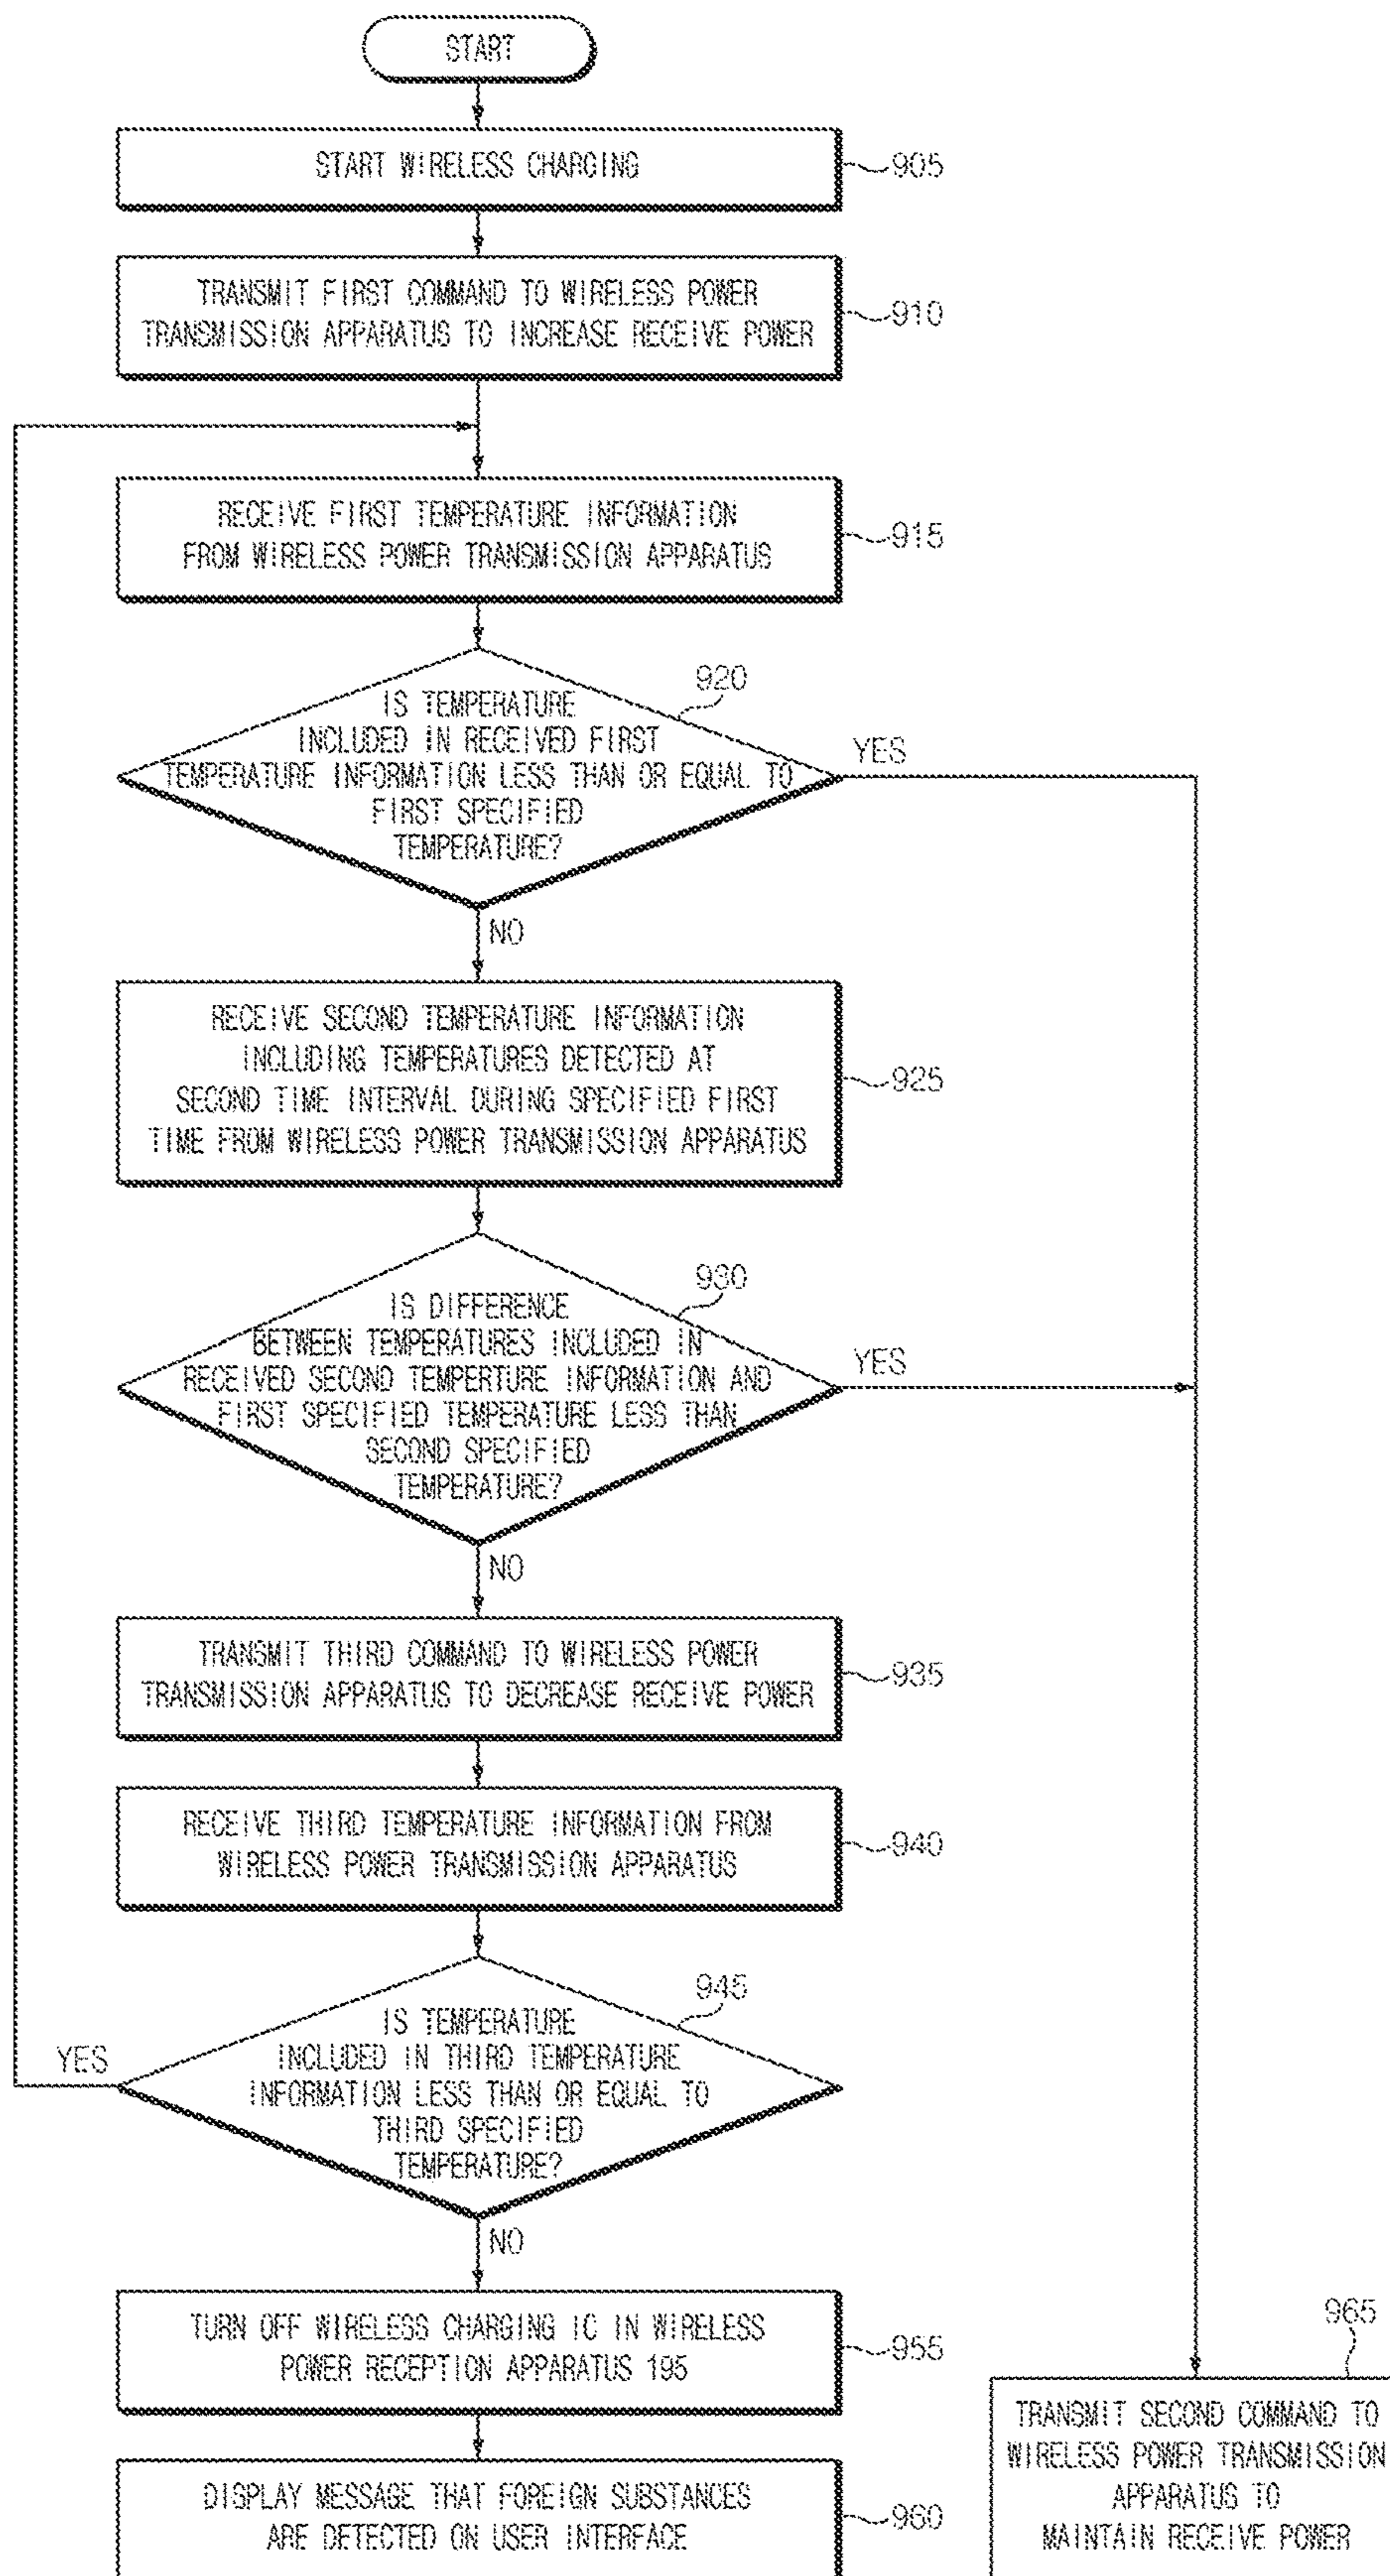 START
START WIRELESS CHARGING
905
TRANSMIT FIRST COMMAND TO WIRELESS POWER
TRANSMISSION APPARATUS TO INCREASE RECEIVE POWER
910
RECEIVE FIRST TEMPERATURE INFORMATION
FROM WIRELESS POWER TRANSMISSION APPARATUS
915
920
IS TEMPERATURE
INCLUDED IN RECEIVED FIRST
TEMPERATURE INFORMATION LESS THAN OR EQUAL TO
FIRST SPECIFIED
TEMPERATURE?
YES
NO
RECEIVE SECOND TEMPERATURE INFORMATION
INCLUDING TEMPERATURES DETECTED AT
SECOND TIME INTERVAL DURING SPECIFIED FIRST
TIME FROM WIRELESS POWER TRANSMISSION APPARATUS
925
930
IS DIFFERENCE
BETWEEN TEMPERATURES INCLUDED IN
RECEIVED SECOND TEMPERTURE INFORMATION AND
FIRST SPECIFIED TEMPERATURE LESS THAN
SECOND SPECIFIED
TEMPERATURE?
YES
NO
TRANSMIT THIRD COMMAND TO WIRELESS POWER
TRANSMISSION APPARATUS TO DECREASE RECEIVE POWER
935
RECEIVE THIRD TEMPERATURE INFORMATION FROM
WIRELESS POWER TRANSMISSION APPARATUS
940
945
IS TEMPERATURE
INCLUDED IN THIRD TEMPERATURE
INFORMATION LESS THAN OR EQUAL TO
THIRD SPECIFIED
TEMPERATURE?
YES
NO
TURN OFF WIRELESS CHARGING IC IN WIRELESS
POWER RECEPTION APPARATUS 195
955
DISPLAY MESSAGE THAT FOREIGN SUBSTANCES
ARE DETECTED ON USER INTERFACE
960
965
TRANSMIT SECOND COMMAND TO
WIRELESS POWER TRANSMISSION
APPARATUS TO
MAINTAIN RECEIVE POWER